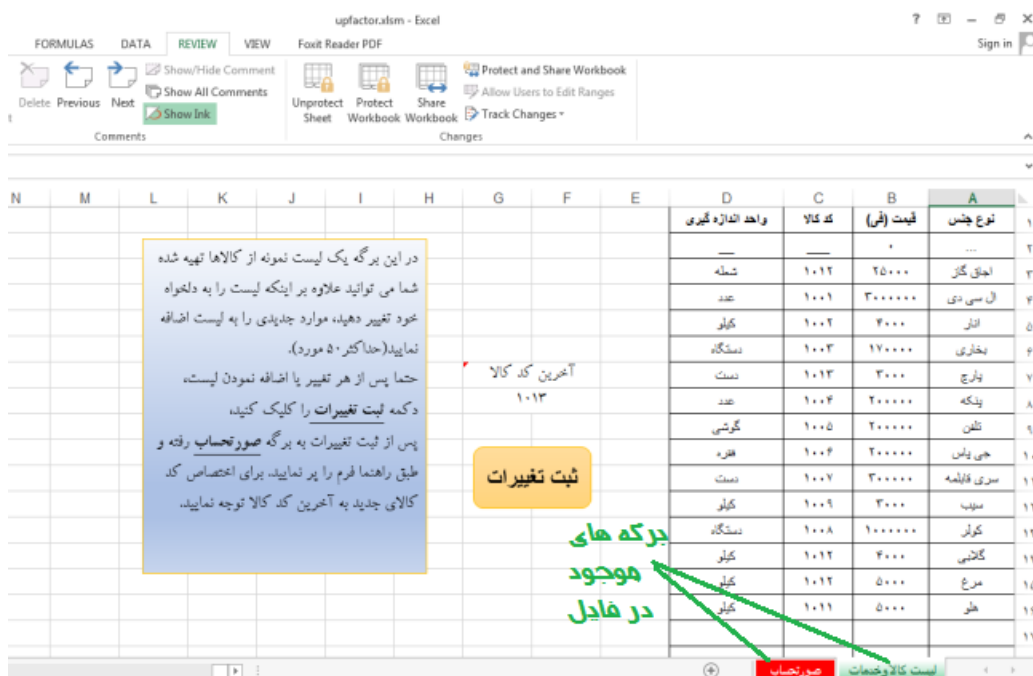 upfactor.xlsm - Excel
FORMULAS DATA REVIEW VIEW Foxit Reader PDF Sign in
Show/Hide Comment
Show All Comments
Show Ink
Delete Previous Next
Comments
Unprotect Sheet
Protect Workbook
Share Workbook
Protect and Share Workbook
Allow Users to Edit Ranges
Track Changes
Changes
N M L K J I H G F E D C B A
نوع جنس قیمت (فی) کد کالا واحد اندازه گیری
... ۰ __ __
اجاق گاز ۲۵۰۰۰ ۱۰۱۲ شعله
ال سی دی ۳۰۰۰۰۰۰ ۱۰۰۱ عدد
انار ۴۰۰۰ ۱۰۰۲ کیلو
بخاری ۱۷۰۰۰۰ ۱۰۰۳ دستگاه
پارچ ۳۰۰۰ ۱۰۱۳ دست
پنکه ۲۰۰۰۰۰ ۱۰۰۴ عدد
تلفن ۲۰۰۰۰۰ ۱۰۰۵ گوشی
جی پاس ۲۰۰۰۰۰ ۱۰۰۶ فقره
سری قابلمه ۳۰۰۰۰۰ ۱۰۰۷ دست
سیب ۳۰۰۰ ۱۰۰۹ کیلو
کولر ۱۰۰۰۰۰۰ ۱۰۰۸ دستگاه
گلابی ۴۰۰۰ ۱۰۱۲ کیلو
مرغ ۵۰۰۰ ۱۰۱۲ کیلو
هلو ۵۰۰۰ ۱۰۱۱ کیلو
آخرین کد کالا
۱۰۱۳
ثبت تغییرات
در این برگه یک لیست نمونه از کالاها تهیه شده
شما می توانید علاوه بر اینکه لیست را به دلخواه
خود تغییر دهید، موارد جدیدی را به لیست اضافه
نمایید(حداکثر ۵۰ مورد).
حتما پس از هر تغییر یا اضافه نمودن لیست،
دکمه ثبت تغییرات را کلیک کنید،
پس از ثبت تغییرات به برگه صورتحساب رفته و
طبق راهنما فرم را پر نمایید. برای اختصاص کد
کالای جدید به آخرین کد کالا توجه نمایید.
برگه های
موجود
در فایل
لیست کالاوخدمات صورتحساب